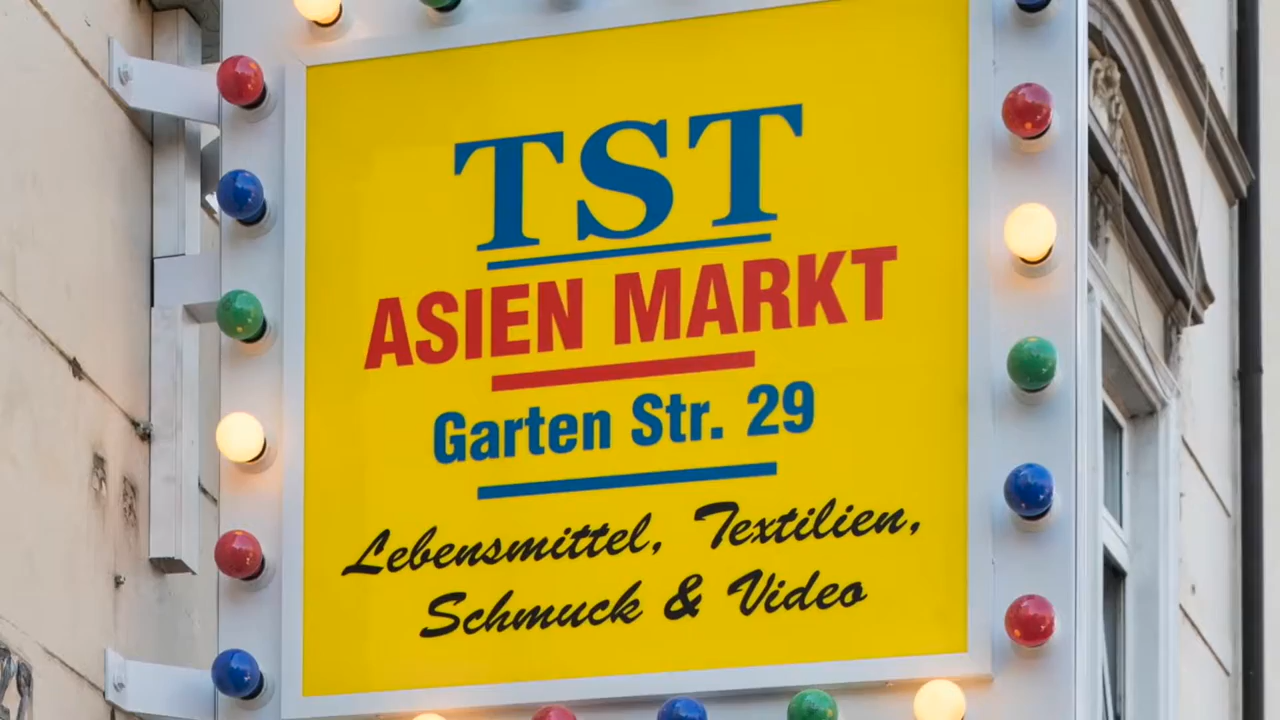 TST
ASIEN MARKT
Garten Str. 29
Lebensmittel, Textilien,
Schmuck & Video